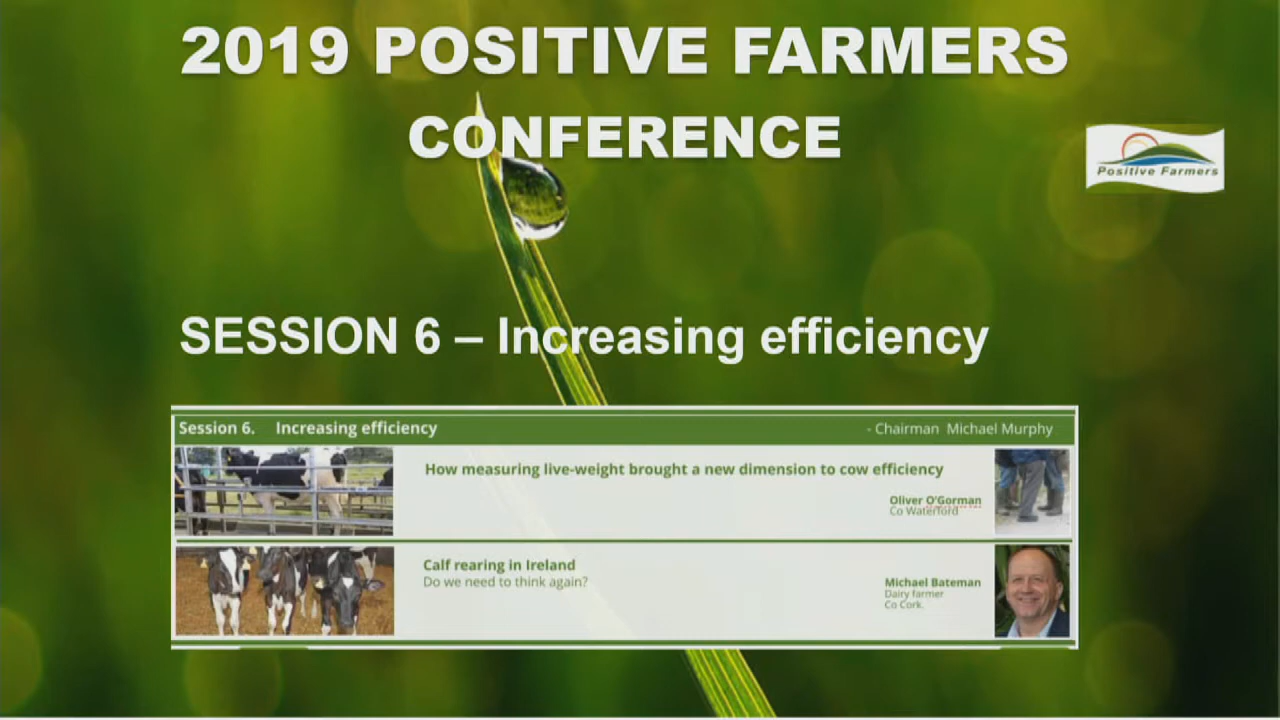 2019 POSITIVE FARMERS
CONFERENCE
Positive Farmers
SESSION 6 – Increasing efficiency
Session 6. Increasing efficiency - Chairman Michael Murphy
How measuring live-weight brought a new dimension to cow efficiency
Oliver O'Gorman
Co Waterford
Calf rearing in Ireland
Do we need to think again?
Michael Bateman
Dairy farmer
Co Cork